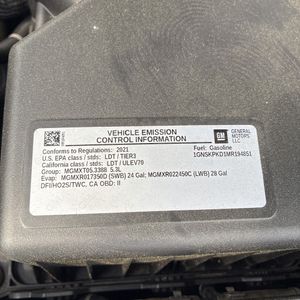 VEHICLE EMISSION
CONTROL INFORMATION
GM
GENERAL
MOTORS
LLC
Conforms to Regulations: 2021
Fuel: Gasoline
U.S. EPA class / stds: LDT / TIER3
1GNSKPKD1MR194851
California class / stds: LDT / ULEV70
Group: MGMXT05.3388 5.3L
Evap: MGMXR017350D (SWB) 24 Gal; MGMXR022450C (LWB) 28 Gal
DFI/HO2S/TWC, CA OBD: II